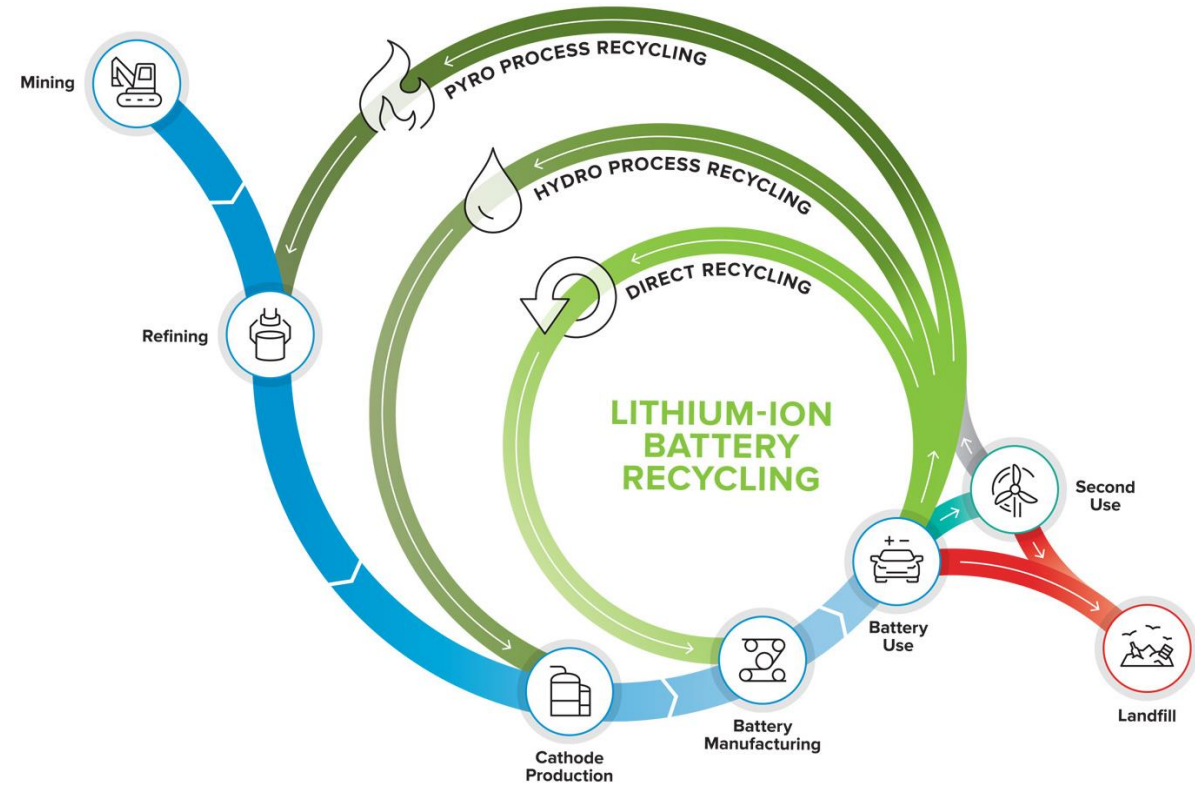 Mining
PYRO PROCESS RECYCLING
HYDRO PROCESS RECYCLING
DIRECT RECYCLING
Refining
LITHIUM-ION
BATTERY
RECYCLING
Second
Use
+ -
Battery
Use
Landfill
Battery
Manufacturing
Cathode
Production